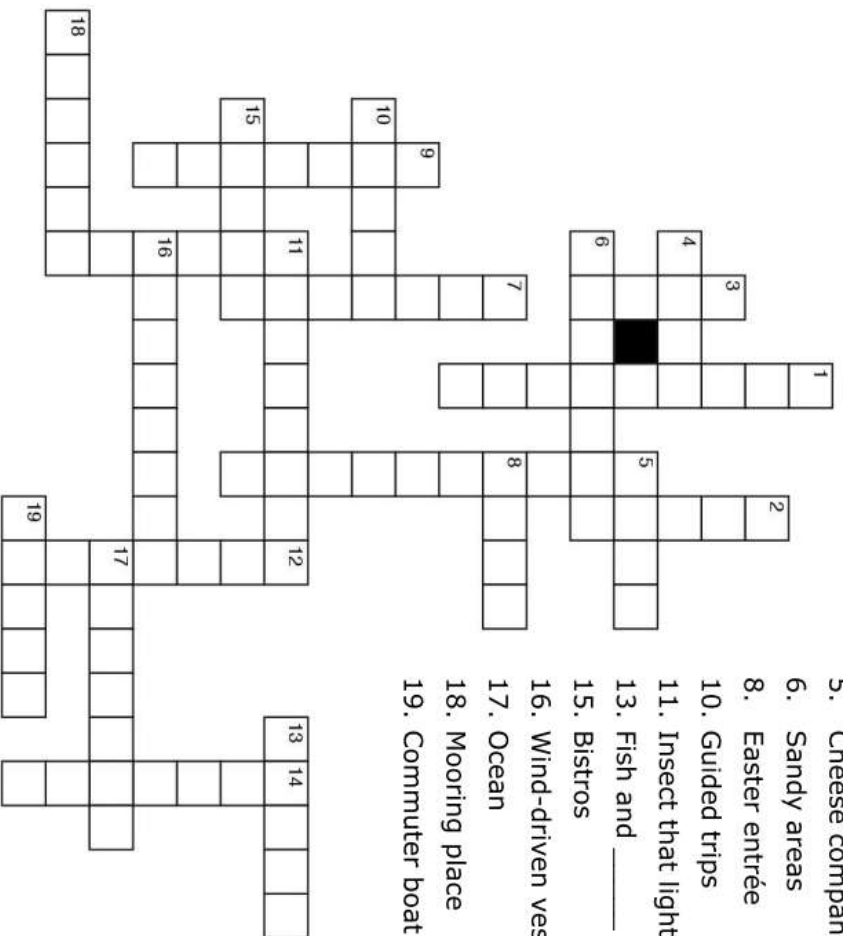 1
2
3
4
5
6
7 8
9
10
11 12 13 14
15
16
17
18
19
5. Cheese compan
6. Sandy areas
8. Easter entrée
10. Guided trips
11. Insect that light
13. Fish and ______
15. Bistros
16. Wind-driven ves
17. Ocean
18. Mooring place
19. Commuter boat